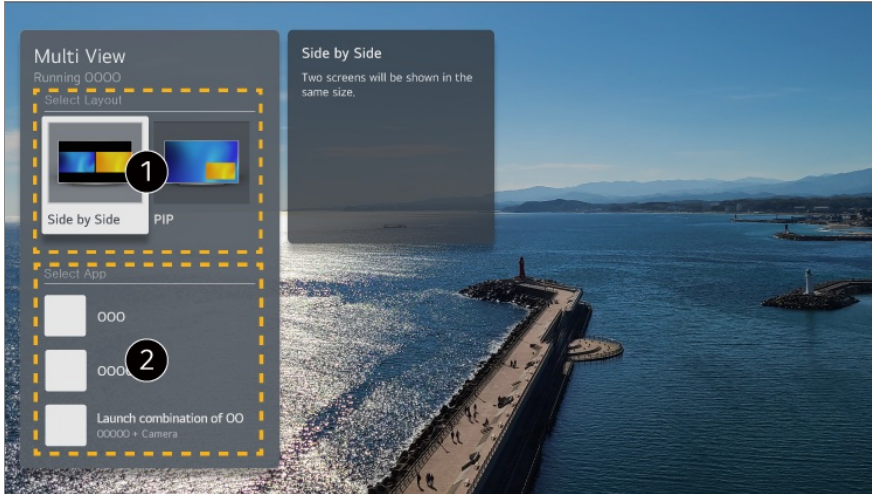 Multi View
Running OOOO
Select Layout
1
Side by Side
PIP
Select App
OOO
2
Launch combination of OO
OOOOO + Camera
Side by Side
Two screens will be shown in the
same size.